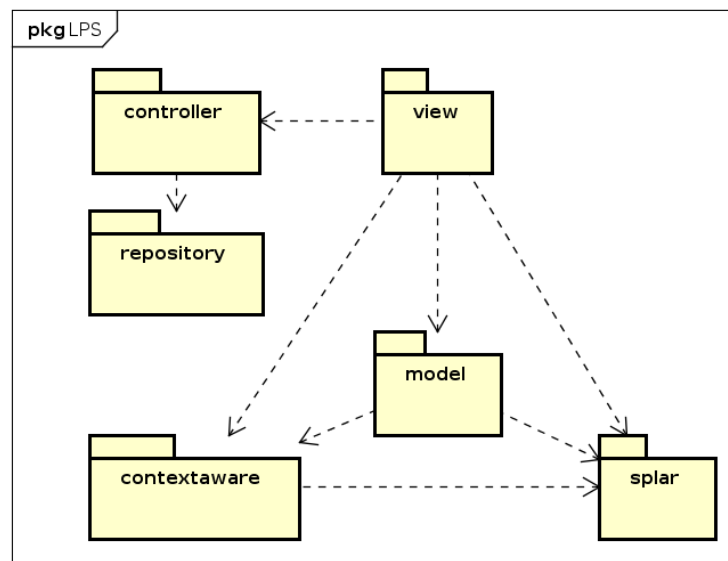 pkg LPS
controller
view
repository
model
contextaware
splar